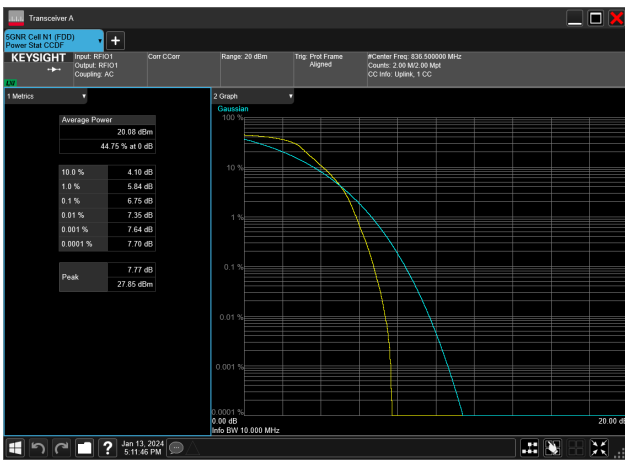 Transceiver A
5GNR Cell N1 (FDD)
Power Stat CCDF
KEYSIGHT
Input: RFIO1
Output: RFIO1
Coupling: AC
Corr CCorr
Range: 20 dBm
Trig: Prot Frame
Aligned
#Center Freq: 836.500000 MHz
Counts: 2.00 M/2.00 Mpt
CC Info: Uplink, 1 CC
1 Metrics
Average Power
20.08 dBm
44.75 % at 0 dB
10.0 % 4.10 dB
1.0 % 5.84 dB
0.1 % 6.75 dB
0.01 % 7.35 dB
0.001 % 7.64 dB
0.0001 % 7.70 dB
Peak
7.77 dB
27.85 dBm
2 Graph
Gaussian
100 %
10 %
1 %
0.1 %
0.01 %
0.001 %
0.0001 %
0.00 dB
20.00 dB
Info BW 10.000 MHz
?
Jan 13, 2024
5:11:46 PM